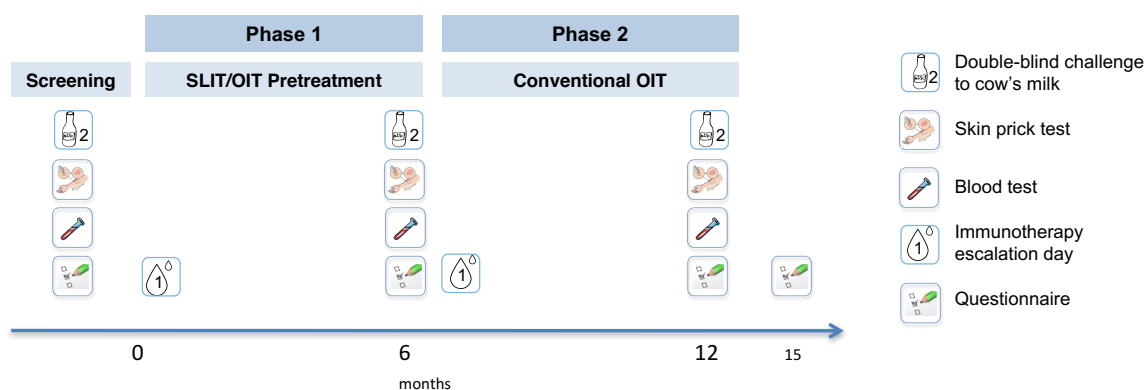 Phase 1
Phase 2
Screening
SLIT/OIT Pretreatment
Conventional OIT
2
2
2
1
1
0
6
12
15
months
2
Double-blind challenge
to cow's milk
Skin prick test
Blood test
1
Immunotherapy
escalation day
Questionnaire